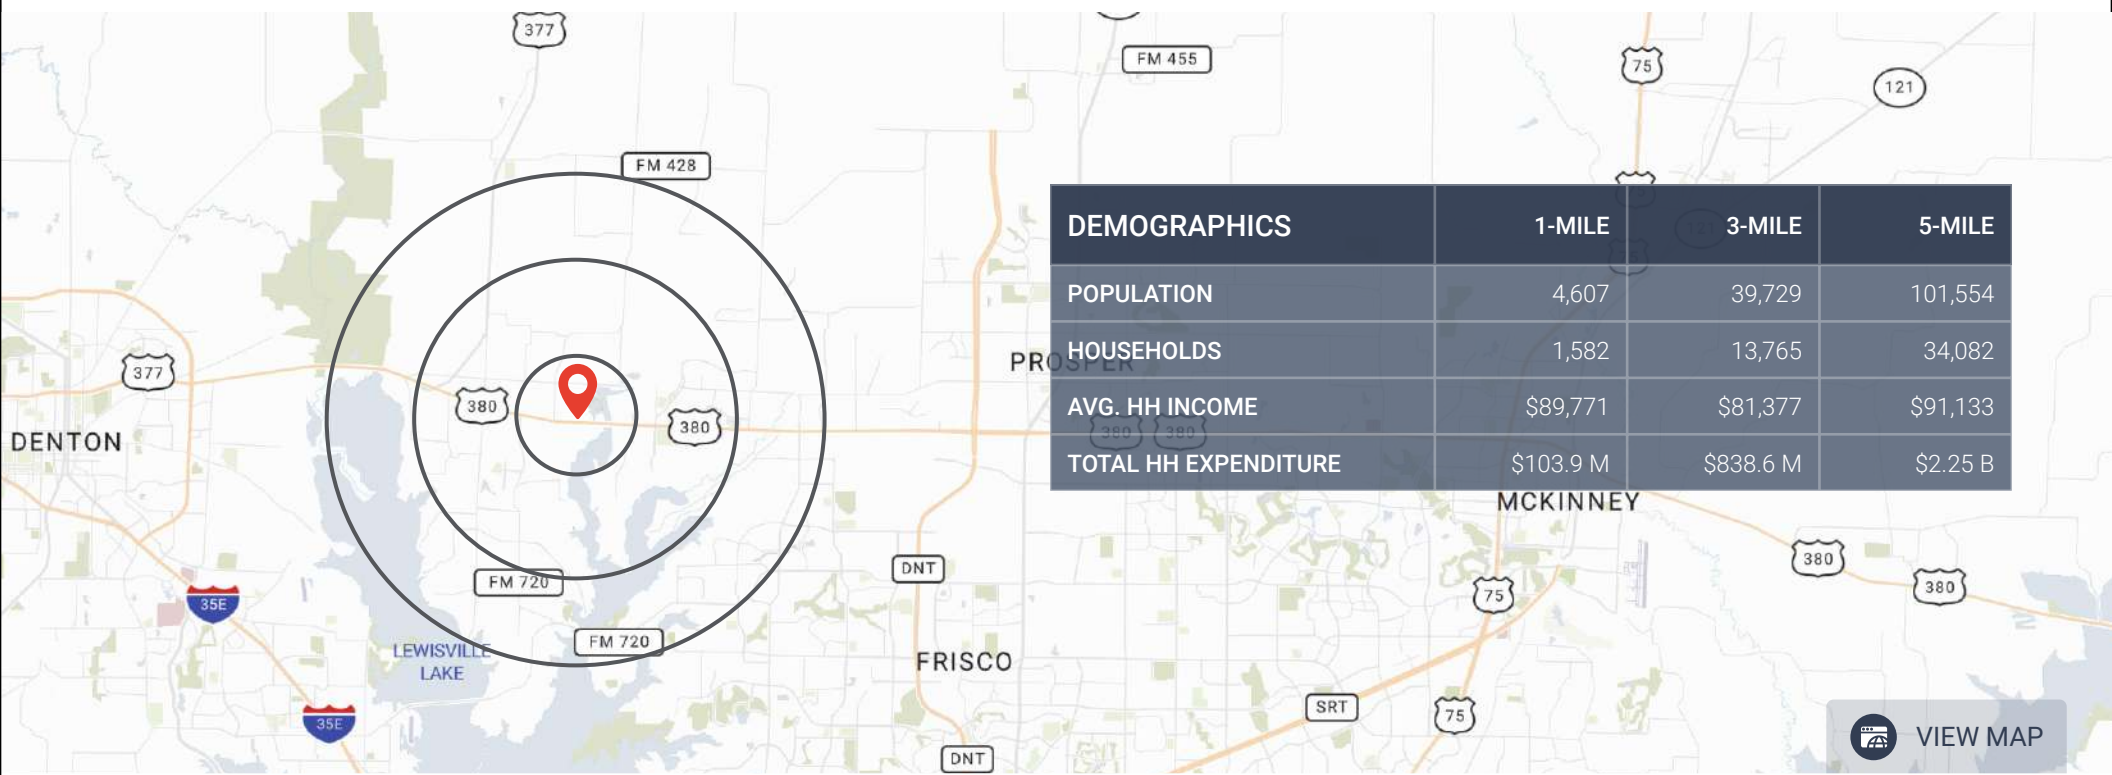 377
FM 455
75
121
FM 428
DEMOGRAPHICS 1-MILE 3-MILE 5-MILE
POPULATION 4,607 39,729 101,554
HOUSEHOLDS 1,582 13,765 34,082
AVG. HH INCOME $89,771 $81,377 $91,133
TOTAL HH EXPENDITURE $103.9 M $838.6 M $2.25 B
PROSPER
377
380
380
380
380
DENTON
MCKINNEY
380
380
DNT
FM 720
75
35E
FM 720
LEWISVILLE
LAKE
FRISCO
SRT
75
35E
DNT
VIEW MAP